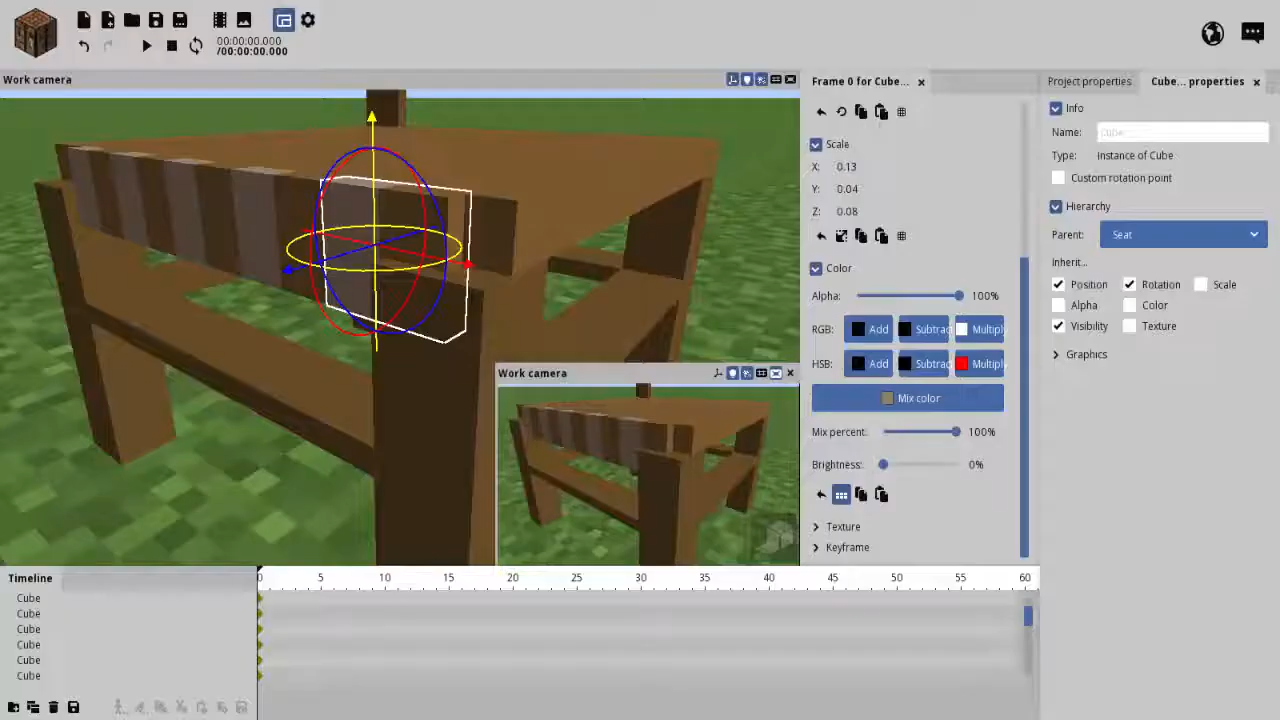 00:00:00.000
/00:00:00.000
Work camera
Frame 0 for Cube...
Project properties
Cube... properties
Scale
X: 0.13
Y: 0.04
Z: 0.08
Color
Alpha: 100%
RGB: Add Subtrac Multiply
HSB: Add Subtrac Multiply
Mix color
Mix percent: 100%
Brightness: 0%
Texture
Keyframe
Info
Name: Cube
Type: Instance of Cube
Custom rotation point
Hierarchy
Parent: Seat
Inherit...
Position Rotation Scale
Alpha Color
Visibility Texture
Graphics
Work camera
Timeline
0 5 10 15 20 25 30 35 40 45 50 55 60
Cube
Cube
Cube
Cube
Cube
Cube